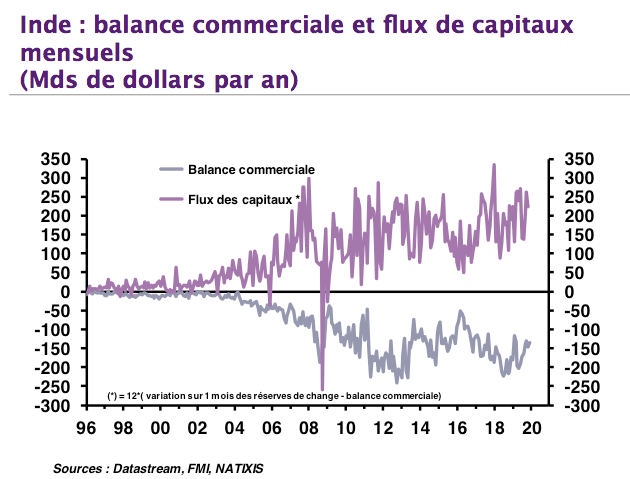 Inde : balance commerciale et flux de capitaux
mensuels
(Mds de dollars par an)
350 350
300 Balance commerciale 300
250 Flux des capitaux * 250
200 200
150 150
100 100
50 50
0 0
-50 -50
-100 -100
-150 -150
-200 -200
-250 -250
(*) = 12*( variation sur 1 mois des réserves de change - balance commerciale)
-300 -300
96 98 00 02 04 06 08 10 12 14 16 18 20
Sources : Datastream, FMI, NATIXIS